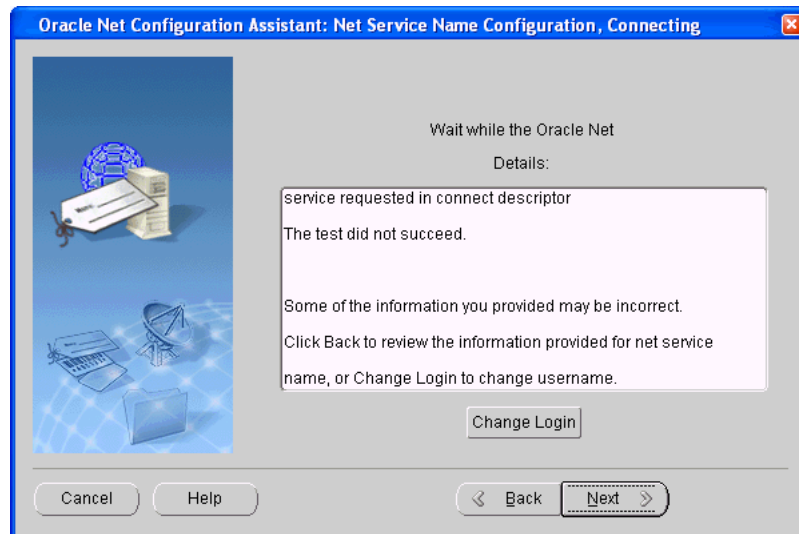 Oracle Net Configuration Assistant: Net Service Name Configuration, Connecting
Wait while the Oracle Net
Details:
service requested in connect descriptor
The test did not succeed.
Some of the information you provided may be incorrect.
Click Back to review the information provided for net service
name, or Change Login to change username.
Change Login
Cancel Help Back Next